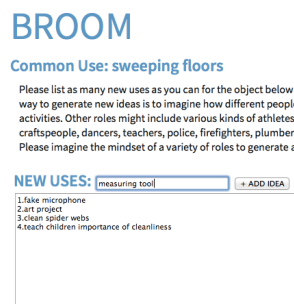 BROOM
Common Use: sweeping floors
Please list as many new uses as you can for the object below
way to generate new ideas is to imagine how different people
activities. Other roles might include various kinds of athletes
craftspeople, dancers, teachers, police, firefighters, plumber
Please imagine the mindset of a variety of roles to generate a
NEW USES: measuring tool + ADD IDEA
1.fake microphone
2.art project
3.clean spider webs
4.teach children importance of cleanliness